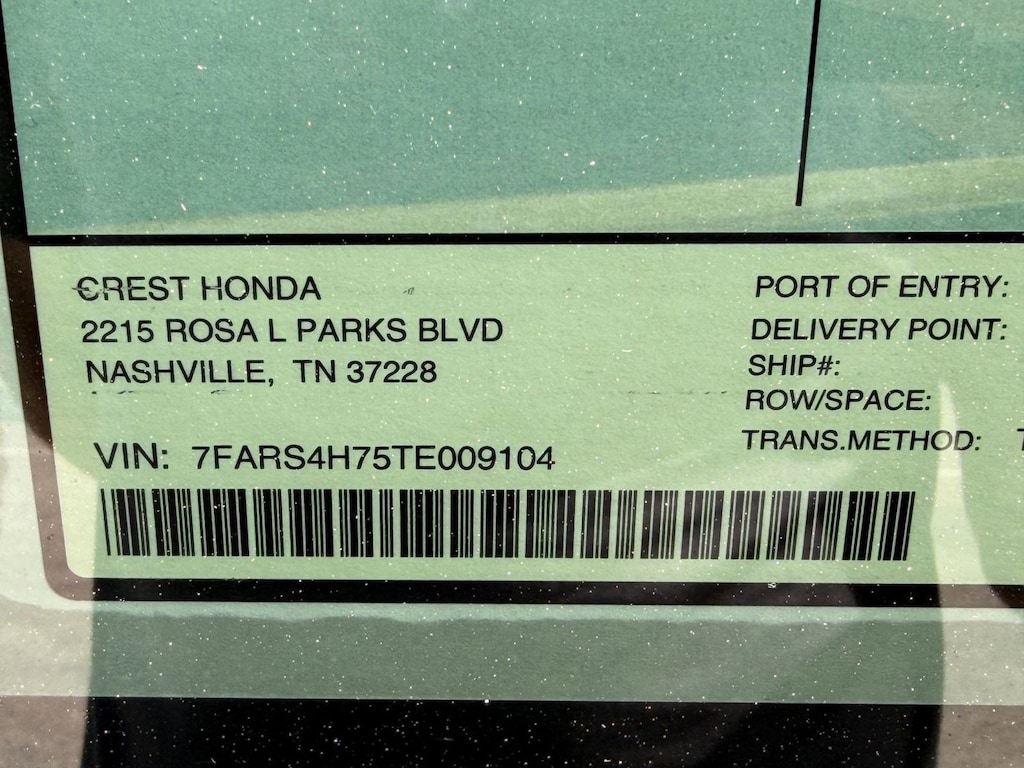 CREST HONDA
2215 ROSA L PARKS BLVD
NASHVILLE, TN 37228
VIN: 7FARS4H75TE009104
PORT OF ENTRY:
DELIVERY POINT:
SHIP#:
ROW/SPACE:
TRANS.METHOD: